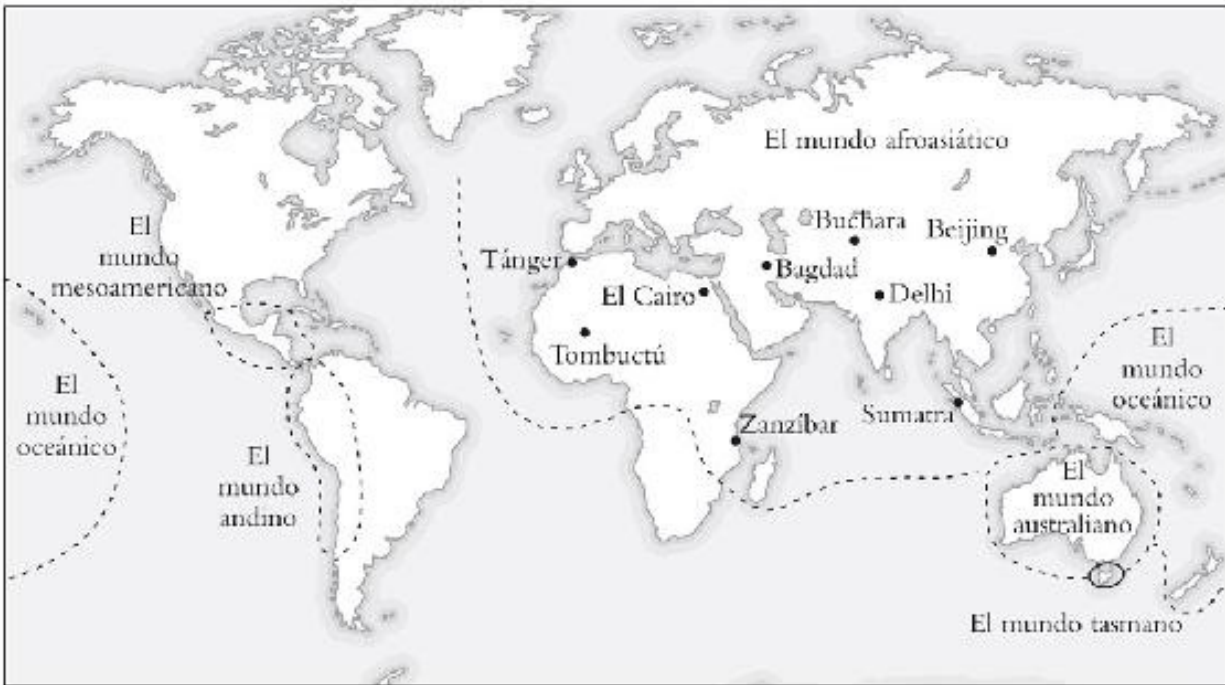 El mundo afroasiático
El
mundo
mesoamericano
Buchara
Beijing
Tánger
Bagdad
El Cairo
Delhi
Tombuctú
El
mundo
oceánico
El
mundo
oceánico
Sumatra
Zanzíbar
El
mundo
andino
El
mundo
australiano
El mundo tasmano